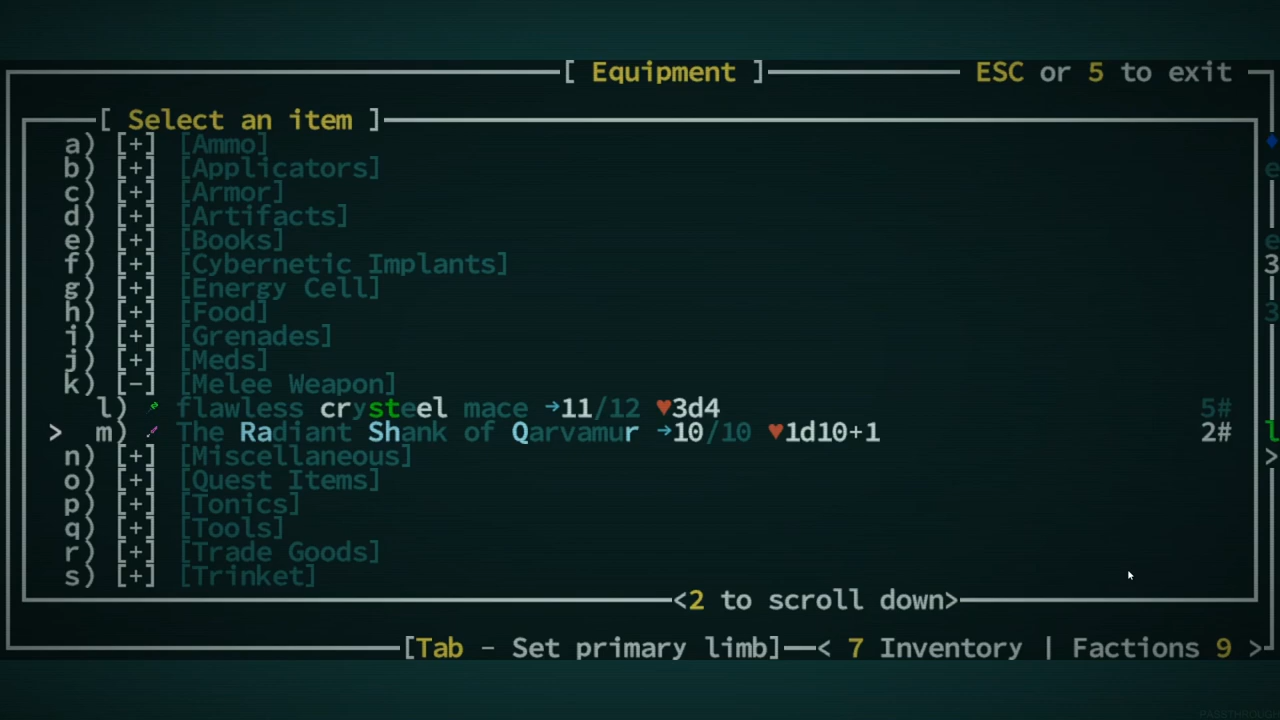 [ Equipment ] ESC or 5 to exit
[ Select an item ]
a) [+] [Ammo]
b) [+] [Applicators]
c) [+] [Armor]
d) [+] [Artifacts]
e) [+] [Books]
f) [+] [Cybernetic Implants]
g) [+] [Energy Cell]
h) [+] [Food]
i) [+] [Grenades]
j) [+] [Meds]
k) [-] [Melee Weapon]
l) flawless crysteel mace →11/12 ♥3d4 5#
> m) The Radiant Shank of Qarvamur →10/10 ♥1d10+1 2#
n) [+] [Miscellaneous]
o) [+] [Quest Items]
p) [+] [Tonics]
q) [+] [Tools]
r) [+] [Trade Goods]
s) [+] [Trinket]
<2 to scroll down>
[Tab - Set primary limb] < 7 Inventory | Factions 9 >